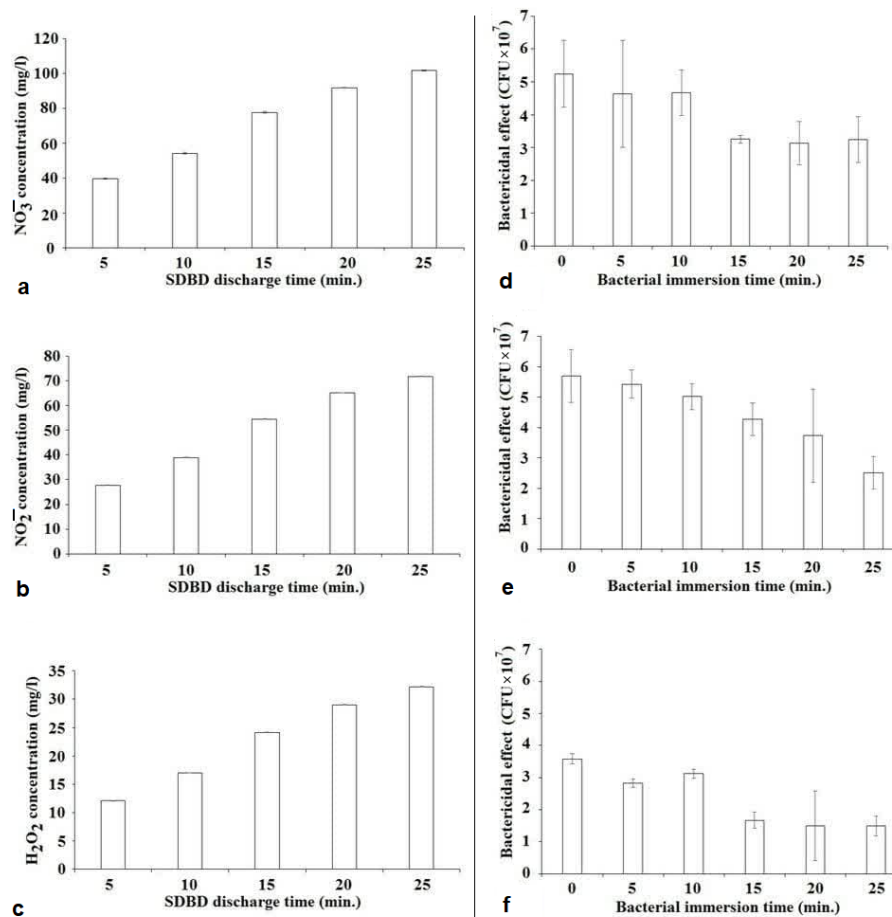 NO3⁻ concentration (mg/l)
120
100
80
60
40
20
0
5 10 15 20 25
SDBD discharge time (min.)
a
NO2⁻ concentration (mg/l)
80
70
60
50
40
30
20
10
0
5 10 15 20 25
SDBD discharge time (min.)
b
H2O2 concentration (mg/l)
35
30
25
20
15
10
5
0
5 10 15 20 25
SDBD discharge time (min.)
c
Bactericidal effect (CFU×10^7)
7
6
5
4
3
2
1
0
0 5 10 15 20 25
Bacterial immersion time (min.)
d
Bactericidal effect (CFU×10^7)
7
6
5
4
3
2
1
0
0 5 10 15 20 25
Bacterial immersion time (min.)
e
Bactericidal effect (CFU×10^7)
7
6
5
4
3
2
1
0
0 5 10 15 20 25
Bacterial immersion time (min.)
f